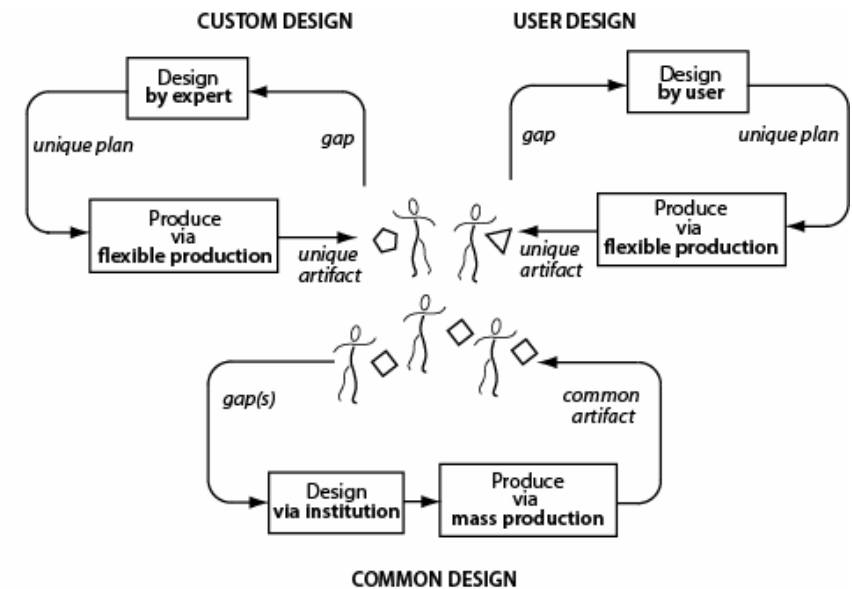 CUSTOM DESIGN
USER DESIGN
Design
by expert
unique plan
gap
Produce
via
flexible production
unique
artifact
Design
by user
gap
unique plan
Produce
via
flexible production
unique
artifact
gap(s)
common
artifact
Design
via institution
Produce
via
mass production
COMMON DESIGN